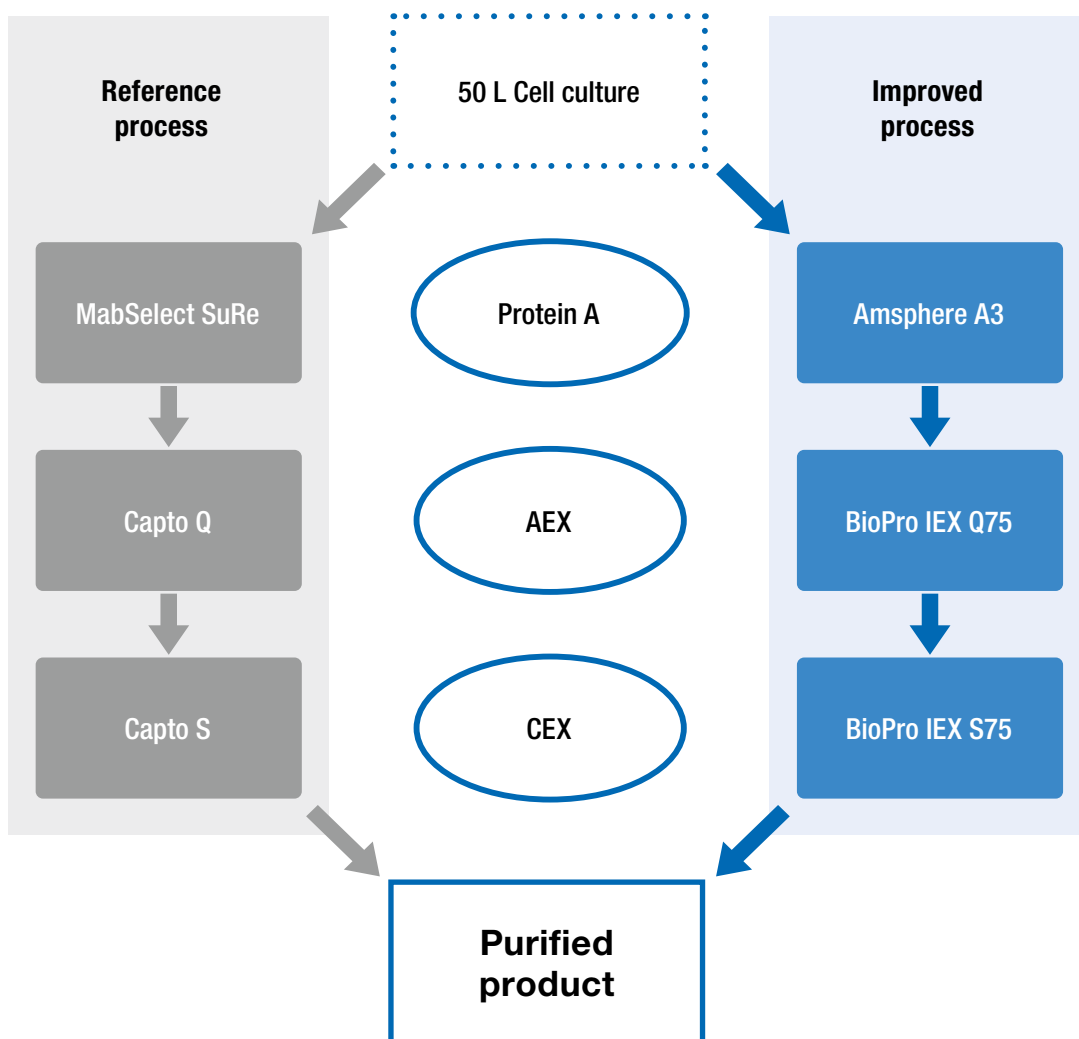 Reference
process
50 L Cell culture
Improved
process
MabSelect SuRe
Protein A
Amsphere A3
Capto Q
AEX
BioPro IEX Q75
Capto S
CEX
BioPro IEX S75
Purified
product